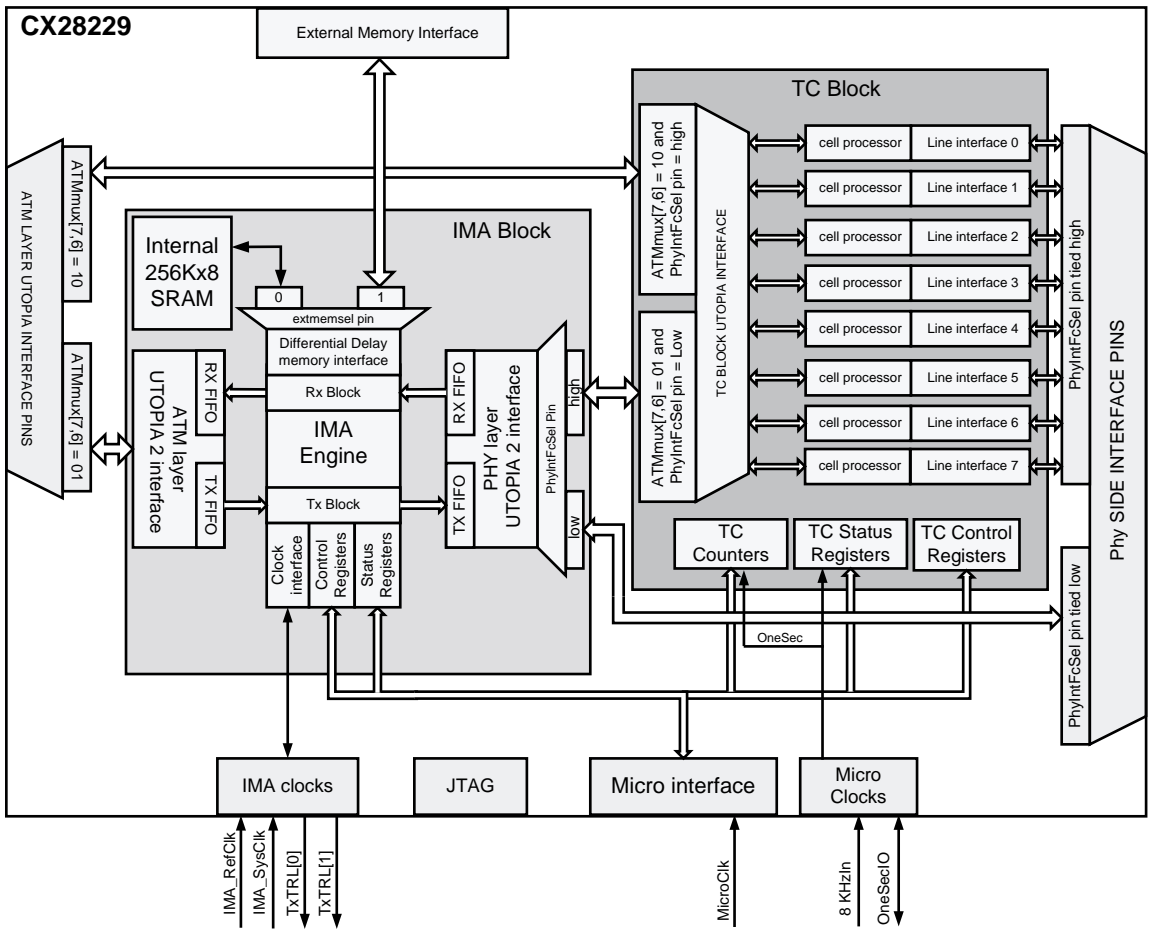 CX28229
External Memory Interface
TC Block
ATM LAYER UTOPIA INTERFACE PINS
ATMmux[7,6] = 10
ATMmux[7,6] = 01
IMA Block
Internal
256Kx8
SRAM
0
1
extmemsel pin
Differential Delay
memory interface
Rx Block
IMA
Engine
Tx Block
Clock
interface
Control
Registers
Status
Registers
ATM layer
UTOPIA 2 interface
RX FIFO
TX FIFO
RX FIFO
TX FIFO
PHY layer
UTOPIA 2 interface
PhyIntFcSel Pin
high
low
ATMmux[7,6] = 10 and
PhyIntFcSel pin = high
ATMmux[7,6] = 01 and
PhyIntFcSel pin = Low
TC BLOCK UTOPIA INTERFACE
cell processor
Line interface 0
cell processor
Line interface 1
cell processor
Line interface 2
cell processor
Line interface 3
cell processor
Line interface 4
cell processor
Line interface 5
cell processor
Line interface 6
cell processor
Line interface 7
TC
Counters
TC Status
Registers
TC Control
Registers
PhyIntFcSel pin tied high
PhyIntFcSel pin tied low
Phy SIDE INTERFACE PINS
OneSec
IMA clocks
JTAG
Micro interface
Micro
Clocks
IMA_RefClk
IMA_SysClk
TxTRL[0]
TxTRL[1]
MicroClk
8 KHzIn
OneSecIO